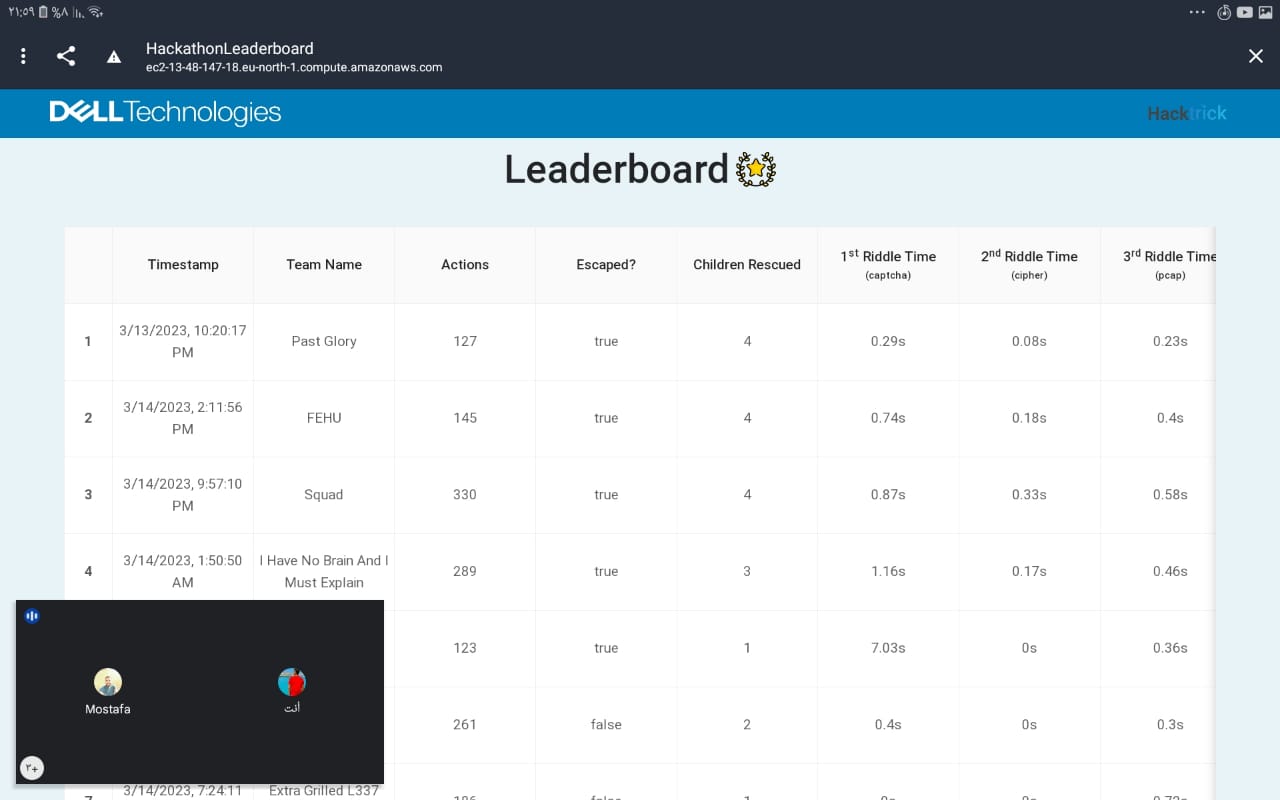 ٢١:٥٩ %٨
HackathonLeaderboard
ec2-13-48-147-18.eu-north-1.compute.amazonaws.com
DELL Technologies
Hacktrick
Leaderboard
Timestamp Team Name Actions Escaped? Children Rescued 1st Riddle Time (captcha) 2nd Riddle Time (cipher) 3rd Riddle Time (pcap)
1 3/13/2023, 10:20:17 PM Past Glory 127 true 4 0.29s 0.08s 0.23s
2 3/14/2023, 2:11:56 PM FEHU 145 true 4 0.74s 0.18s 0.4s
3 3/14/2023, 9:57:10 PM Squad 330 true 4 0.87s 0.33s 0.58s
4 3/14/2023, 1:50:50 AM I Have No Brain And I Must Explain 289 true 3 1.16s 0.17s 0.46s
123 true 1 7.03s 0s 0.36s
261 false 2 0.4s 0s 0.3s
3/14/2023, 7:24:11 Extra Grilled L337
Mostafa
أنت
+٣